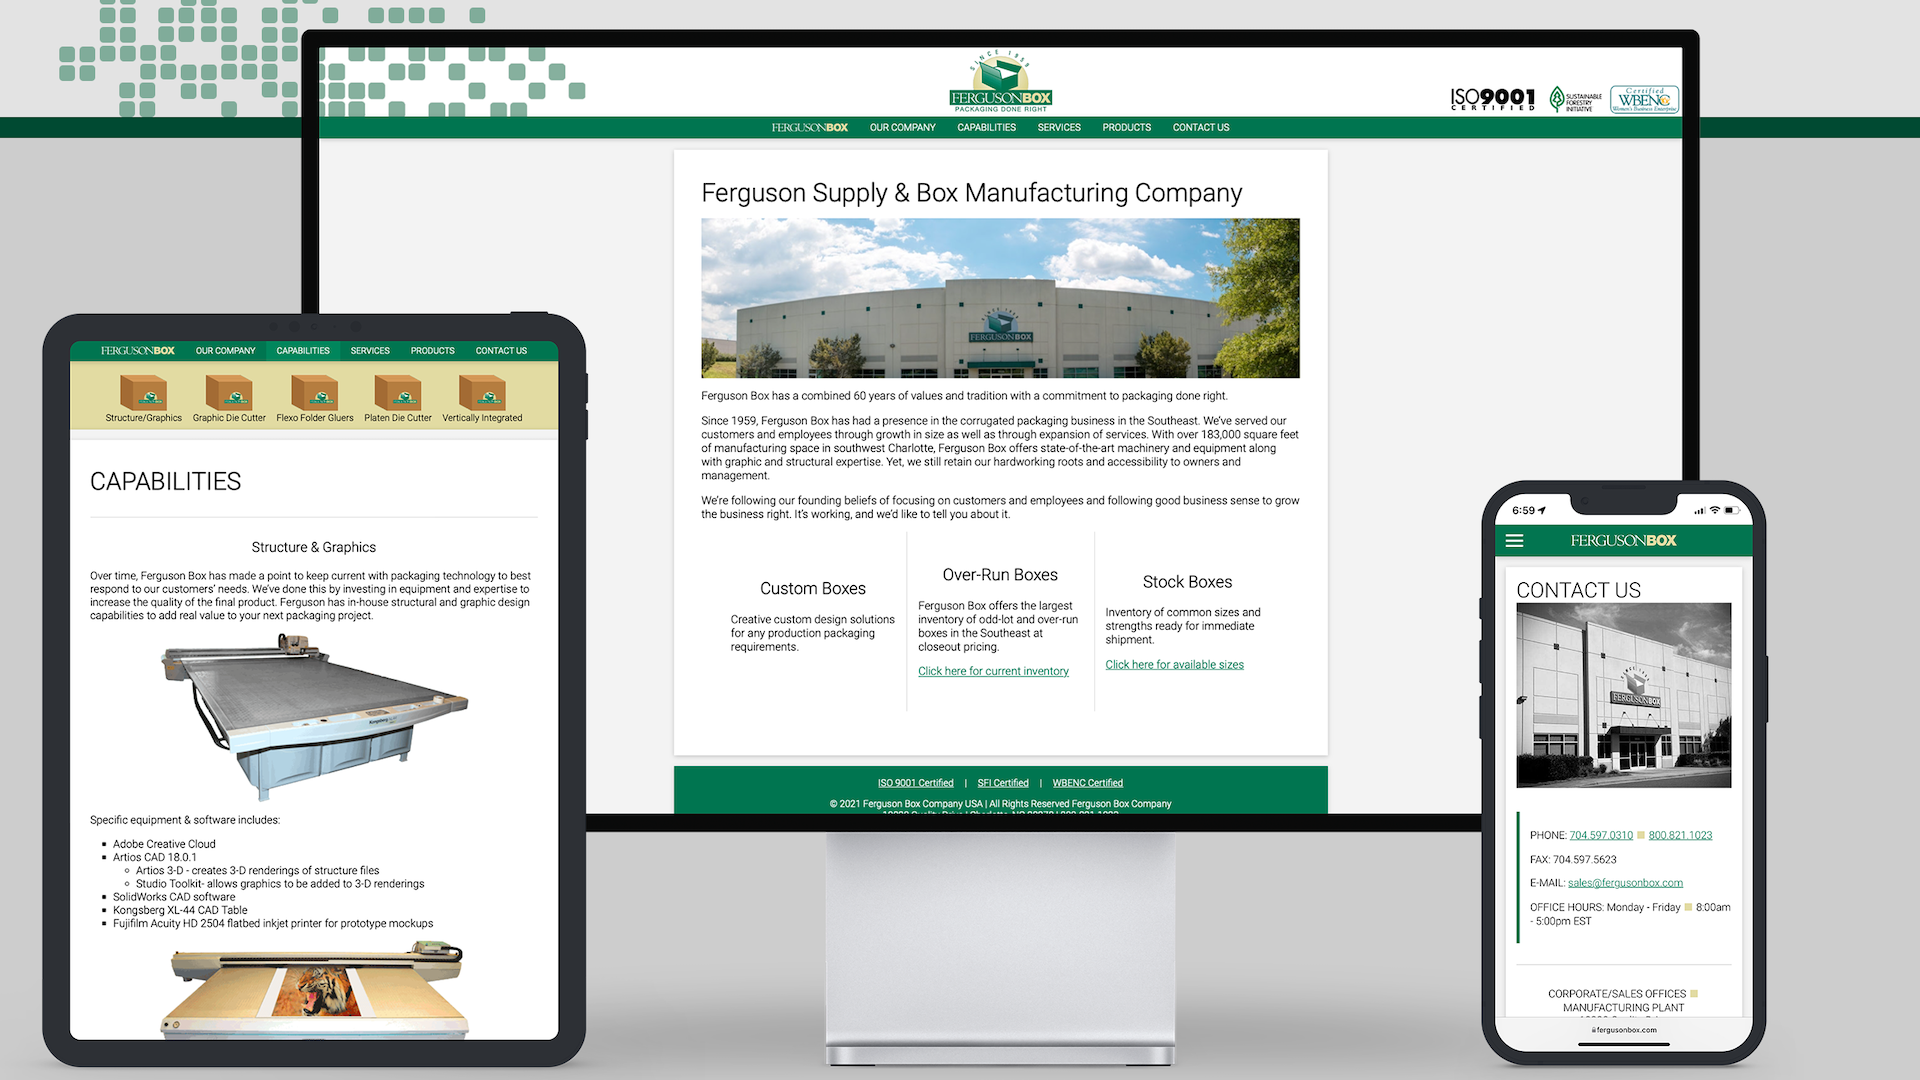 SINCE 1959
FERGUSONBOX
PACKAGING DONE RIGHT
ISO9001
CERTIFIED
SUSTAINABLE
FORESTRY
INITIATIVE
Certified
WBENC
Women's Business Enterprise
FERGUSONBOX OUR COMPANY CAPABILITIES SERVICES PRODUCTS CONTACT US
Ferguson Supply & Box Manufacturing Company
FERGUSONBOX
Ferguson Box has a combined 60 years of values and tradition with a commitment to packaging done right.
Since 1959, Ferguson Box has had a presence in the corrugated packaging business in the Southeast. We've served our
customers and employees through growth in size as well as through expansion of services. With over 183,000 square feet
of manufacturing space in southwest Charlotte, Ferguson Box offers state-of-the-art machinery and equipment along
with graphic and structural expertise. Yet, we still retain our hardworking roots and accessibility to owners and
management.
We're following our founding beliefs of focusing on customers and employees and following good business sense to grow
the business right. It's working, and we'd like to tell you about it.
Custom Boxes
Creative custom design solutions
for any production packaging
requirements.
Over-Run Boxes
Ferguson Box offers the largest
inventory of odd-lot and over-run
boxes in the Southeast at
closeout pricing.
Click here for current inventory
Stock Boxes
Inventory of common sizes and
strengths ready for immediate
shipment.
Click here for available sizes
ISO 9001 Certified | SFI Certified | WBENC Certified
© 2021 Ferguson Box Company USA | All Rights Reserved Ferguson Box Company
FERGUSONBOX OUR COMPANY CAPABILITIES SERVICES PRODUCTS CONTACT US
Structure/Graphics Graphic Die Cutter Flexo Folder Gluers Platen Die Cutter Vertically Integrated
CAPABILITIES
Structure & Graphics
Over time, Ferguson Box has made a point to keep current with packaging technology to best
respond to our customers' needs. We've done this by investing in equipment and expertise to
increase the quality of the final product. Ferguson has in-house structural and graphic design
capabilities to add real value to your next packaging project.
Kongsberg
Specific equipment & software includes:
Adobe Creative Cloud
Artios CAD 18.0.1
Artios 3-D - creates 3-D renderings of structure files
Studio Toolkit- allows graphics to be added to 3-D renderings
SolidWorks CAD software
Kongsberg XL-44 CAD Table
Fujifilm Acuity HD 2504 flatbed inkjet printer for prototype mockups
6:59
FERGUSONBOX
CONTACT US
SINCE 1959
FERGUSONBOX
PHONE: 704.597.0310 800.821.1023
FAX: 704.597.5623
E-MAIL: sales@fergusonbox.com
OFFICE HOURS: Monday - Friday 8:00am
- 5:00pm EST
CORPORATE/SALES OFFICES
MANUFACTURING PLANT
fergusonbox.com